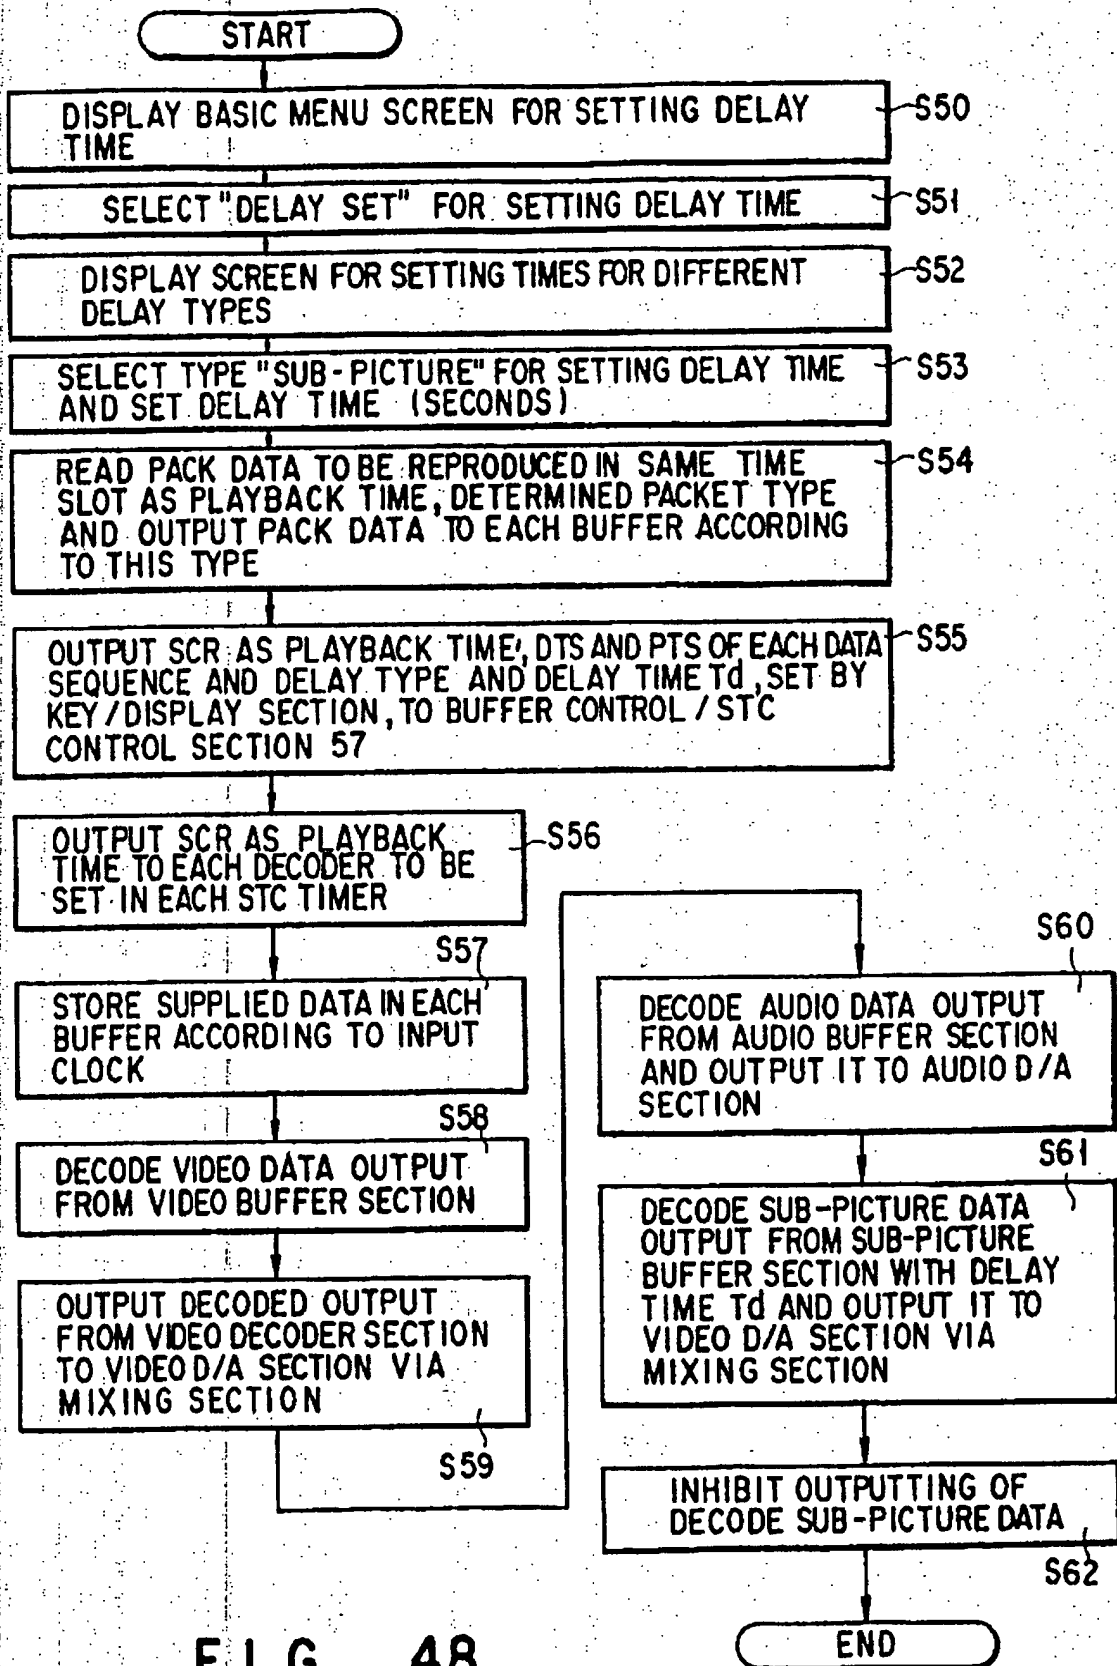 START
DISPLAY BASIC MENU SCREEN FOR SETTING DELAY
TIME
S50
SELECT "DELAY SET" FOR SETTING DELAY TIME
S51
DISPLAY SCREEN FOR SETTING TIMES FOR DIFFERENT
DELAY TYPES
S52
SELECT TYPE "SUB-PICTURE" FOR SETTING DELAY TIME
AND SET DELAY TIME (SECONDS)
S53
READ PACK DATA TO BE REPRODUCED IN SAME TIME
SLOT AS PLAYBACK TIME, DETERMINED PACKET TYPE
AND OUTPUT PACK DATA TO EACH BUFFER ACCORDING
TO THIS TYPE
S54
OUTPUT SCR AS PLAYBACK TIME, DTS AND PTS OF EACH DATA
SEQUENCE AND DELAY TYPE AND DELAY TIME Td, SET BY
KEY/DISPLAY SECTION, TO BUFFER CONTROL/STC
CONTROL SECTION 57
S55
OUTPUT SCR AS PLAYBACK
TIME TO EACH DECODER TO BE
SET IN EACH STC TIMER
S56
S57
STORE SUPPLIED DATA IN EACH
BUFFER ACCORDING TO INPUT
CLOCK
S58
DECODE VIDEO DATA OUTPUT
FROM VIDEO BUFFER SECTION
OUTPUT DECODED OUTPUT
FROM VIDEO DECODER SECTION
TO VIDEO D/A SECTION VIA
MIXING SECTION
S59
S60
DECODE AUDIO DATA OUTPUT
FROM AUDIO BUFFER SECTION
AND OUTPUT IT TO AUDIO D/A
SECTION
S61
DECODE SUB-PICTURE DATA
OUTPUT FROM SUB-PICTURE
BUFFER SECTION WITH DELAY
TIME Td AND OUTPUT IT TO
VIDEO D/A SECTION VIA
MIXING SECTION
INHIBIT OUTPUTTING OF
DECODE SUB-PICTURE DATA
S62
END
FIG. 48